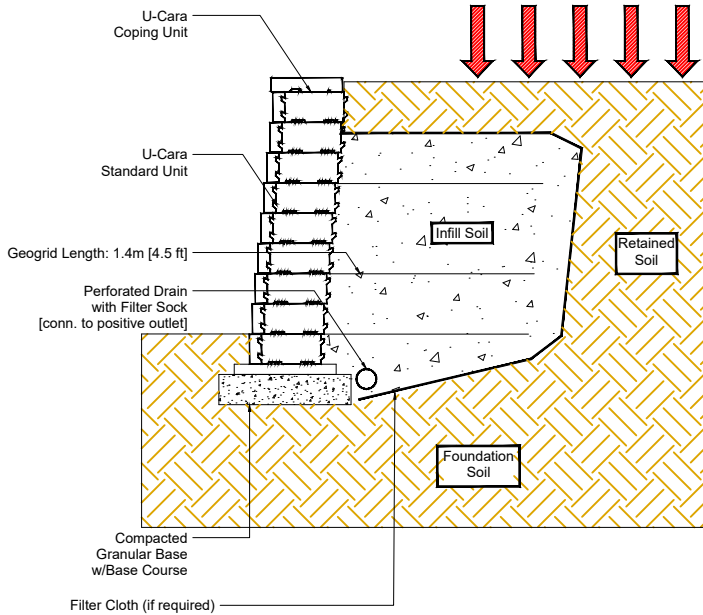 U-Cara
Coping Unit
U-Cara
Standard Unit
Geogrid Length: 1.4m [4.5 ft]
Perforated Drain
with Filter Sock
[conn. to positive outlet]
Infill Soil
Retained
Soil
Foundation
Soil
Compacted
Granular Base
w/Base Course
Filter Cloth (if required)